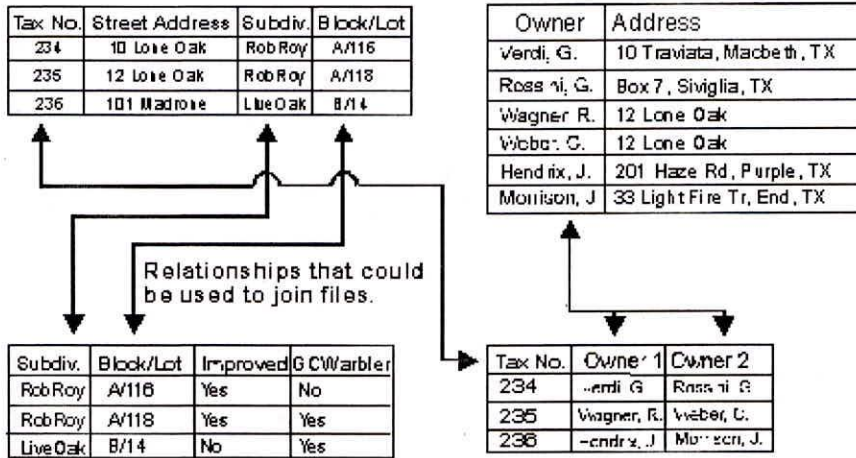 Tax No. Street Address Subdiv. Block/Lot
234 10 Lone Oak RobRoy A/116
235 12 Lone Oak RobRoy A/118
236 101 Madrone LiveOak B/14
Owner Address
Verdi, G. 10 Traviata, Macbeth, TX
Rossini, G. Box 7, Siviglia, TX
Wagner R. 12 Lone Oak
Weber, C. 12 Lone Oak
Hendrix, J. 201 Haze Rd, Purple, TX
Morrison, J 33 Light Fire Tr, End, TX
Relationships that could
be used to join files.
Subdiv. Block/Lot Improved GCWarbler
RobRoy A/116 Yes No
RobRoy A/118 Yes Yes
LiveOak B/14 No Yes
Tax No. Owner 1 Owner 2
234 Verdi G Rossini, G
235 Wagner, R. Weber, C.
236 Hendrix, J Morrison, J.